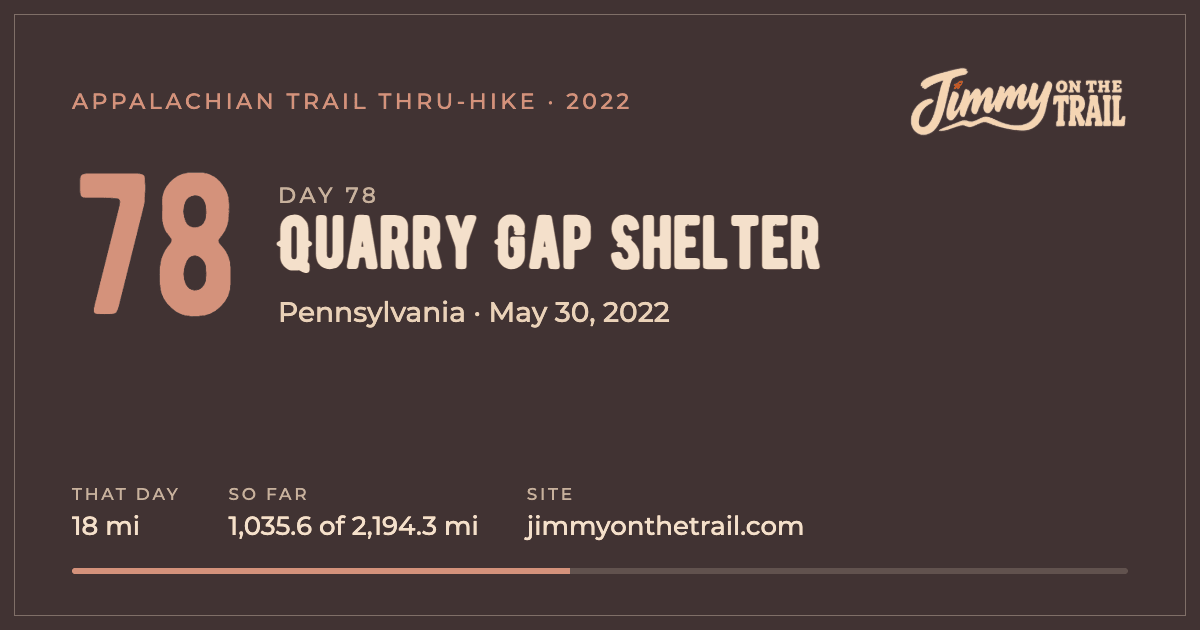 APPALACHIAN TRAIL THRU-HIKE · 2022
Jimmy ON THE TRAIL
78
DAY 78
QUARRY GAP SHELTER
Pennsylvania · May 30, 2022
THAT DAY
18 mi
SO FAR
1,035.6 of 2,194.3 mi
SITE
jimmyonthetrail.com